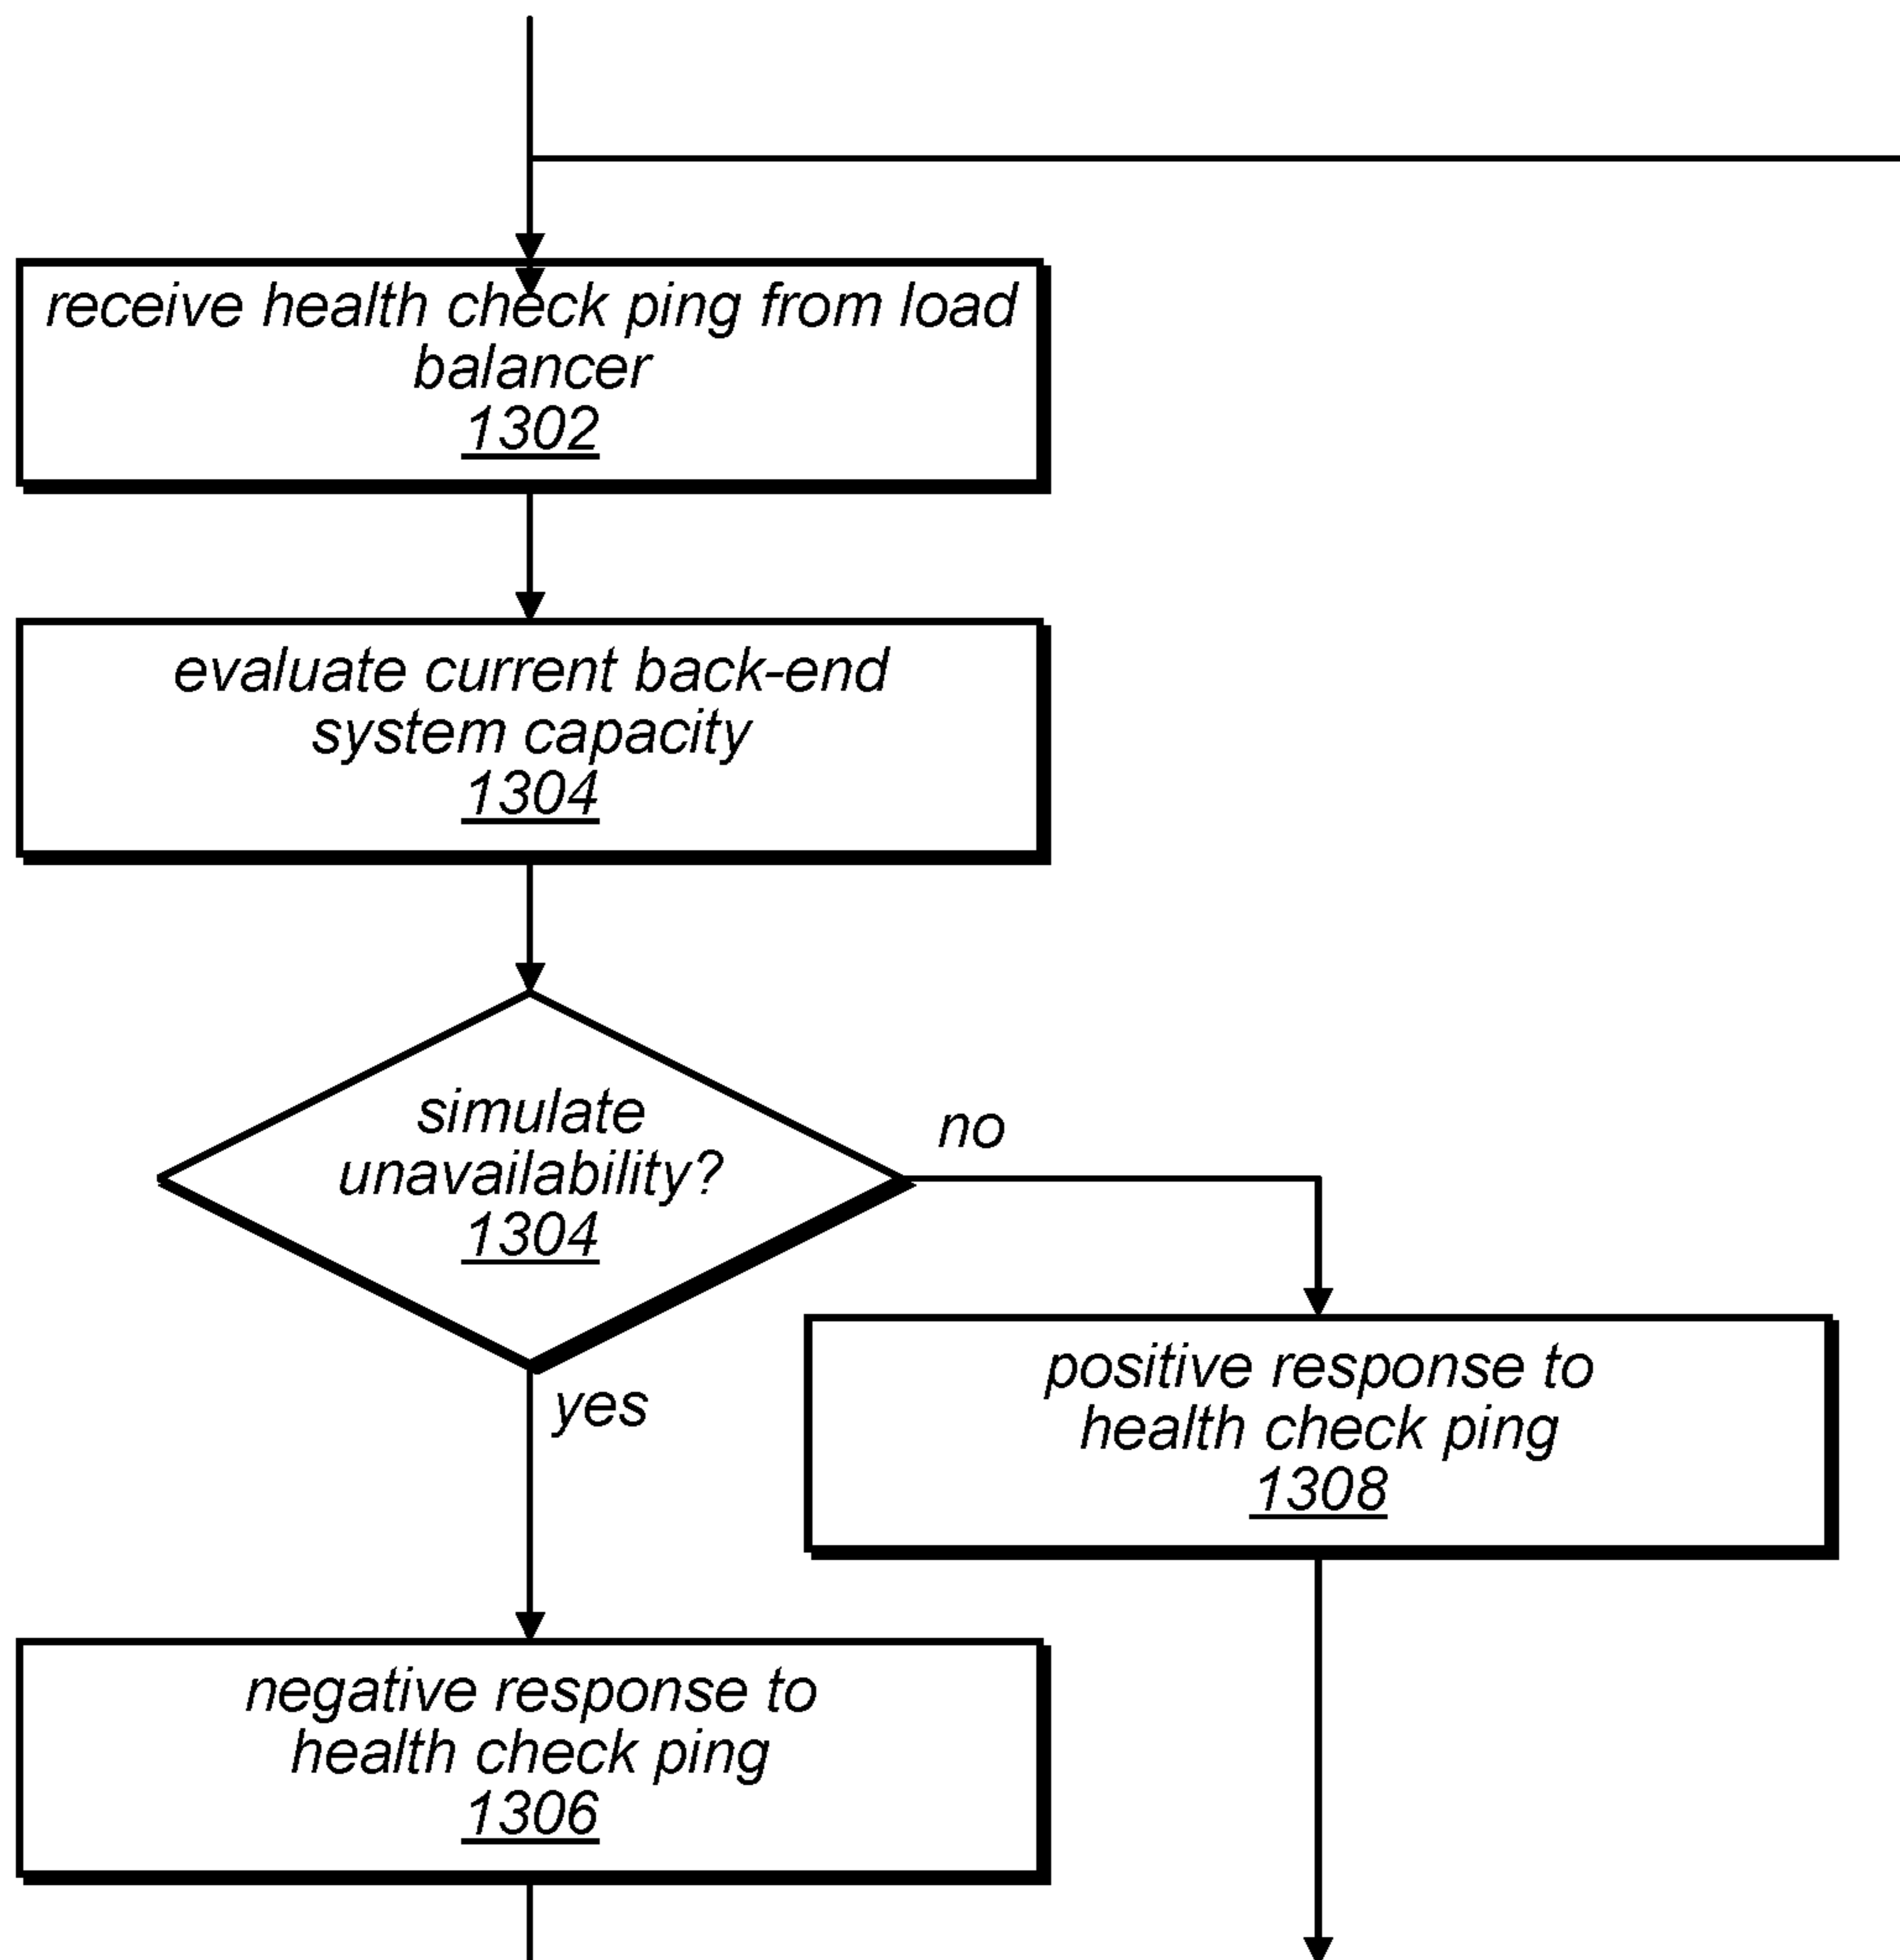 receive health check ping from load
balancer
1302
evaluate current back-end
system capacity
1304
simulate
unavailability?
1304
no
yes
positive response to
health check ping
1308
negative response to
health check ping
1306